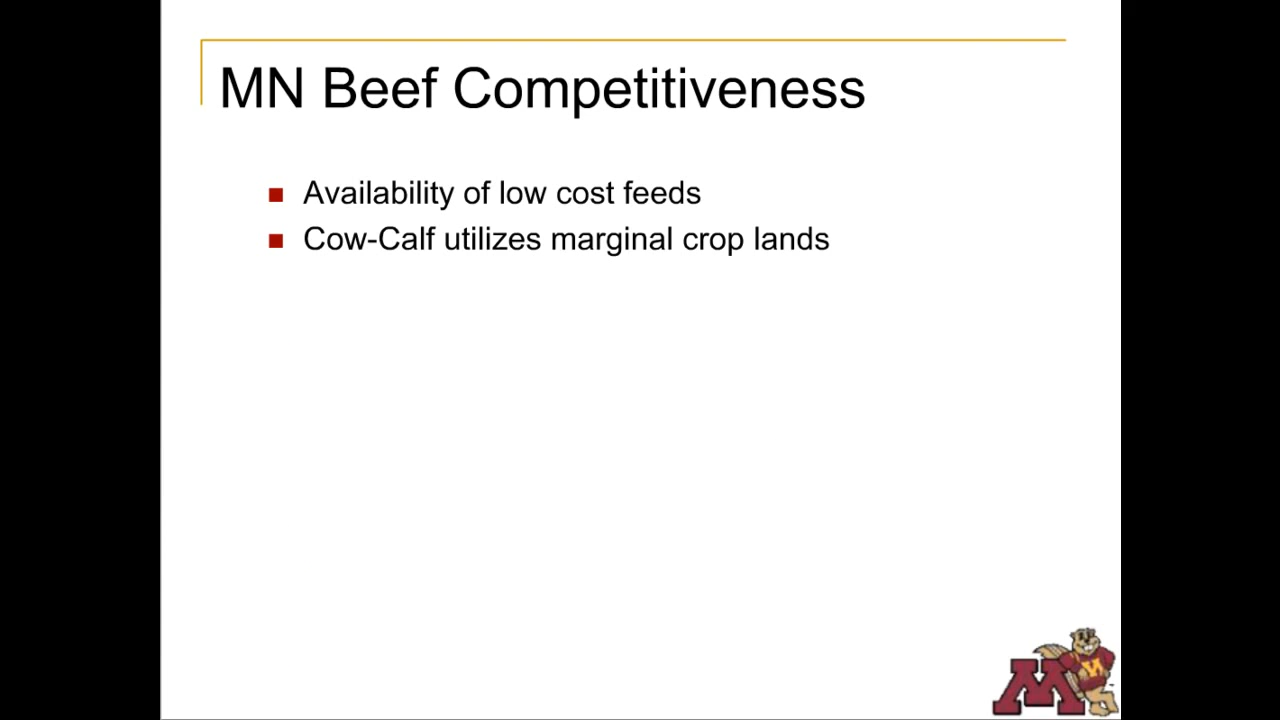 MN Beef Competitiveness
Availability of low cost feeds
Cow-Calf utilizes marginal crop lands
M